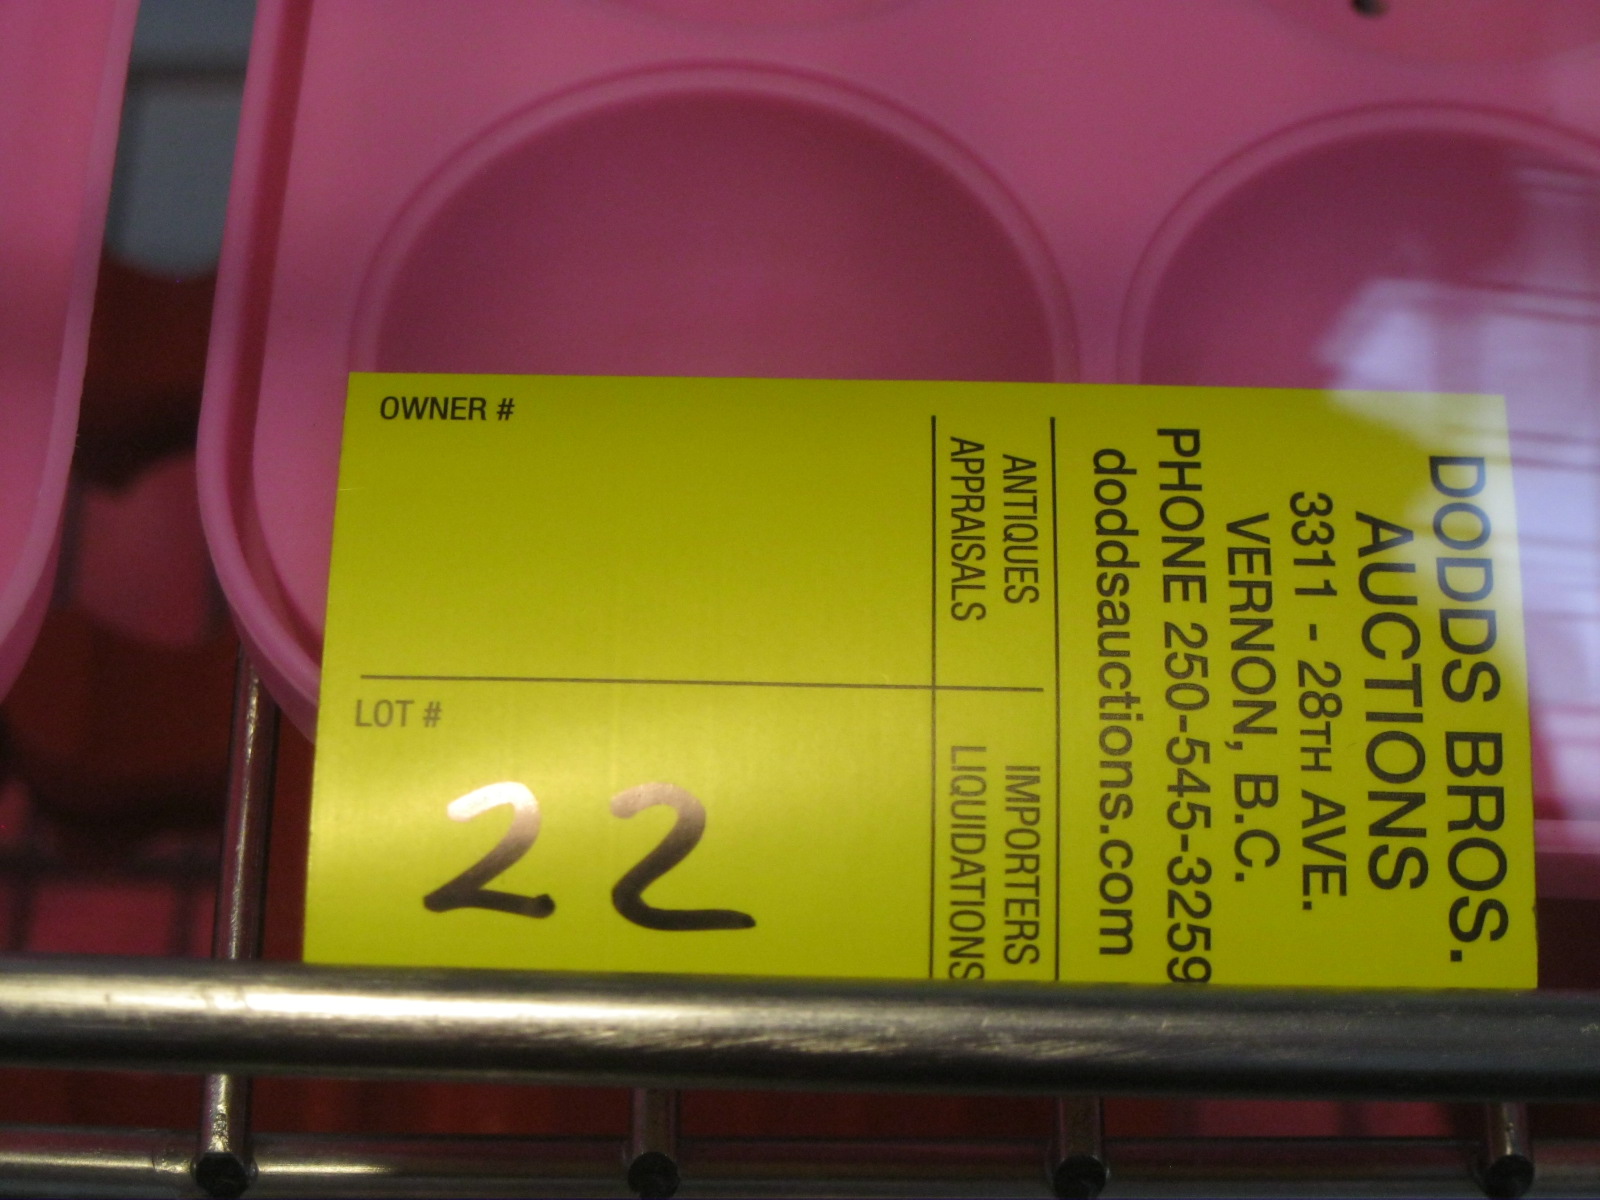 OWNER #
LOT #
22
DODDS BROS.
AUCTIONS
3311 - 28TH AVE.
VERNON, B.C.
PHONE 250-545-3259
doddsauctions.com
ANTIQUES
APPRAISALS
IMPORTERS
LIQUIDATIONS